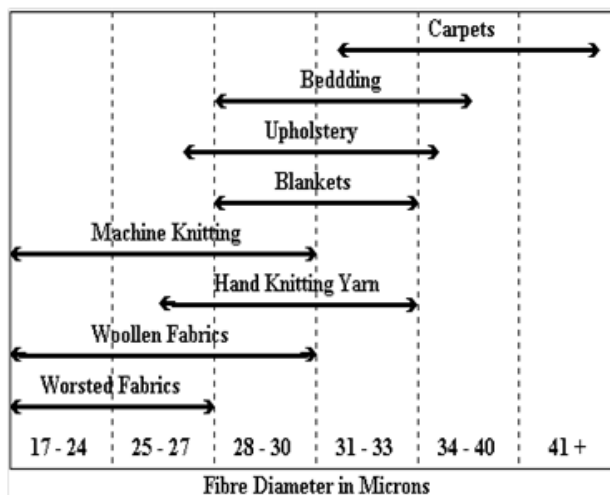 Carpets
Beddding
Upholstery
Blankets
Machine Knitting
Hand Knitting Yarn
Woollen Fabrics
Worsted Fabrics
17 - 24 25 - 27 28 - 30 31 - 33 34 - 40 41 +
Fibre Diameter in Microns